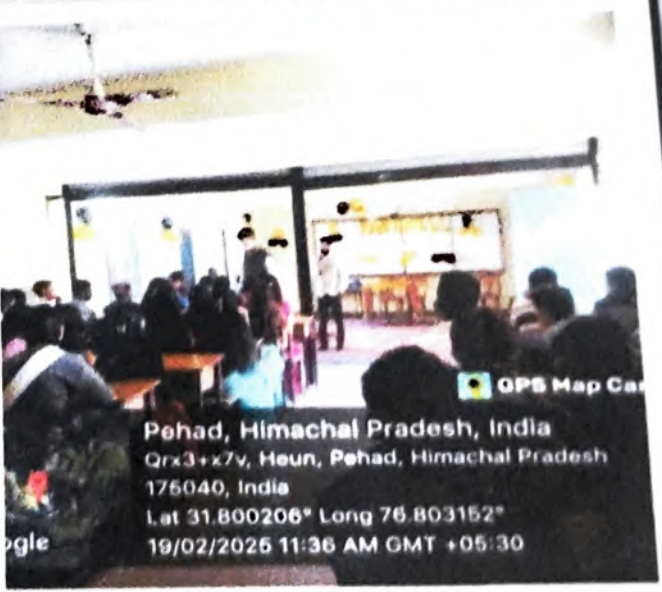 GPS Map Ca
Pehad, Himachal Pradesh, India
Qrx3+x7v, Heun, Pehad, Himachal Pradesh
175040, India
Lat 31.800206° Long 76.803152°
ogle
19/02/2025 11:36 AM GMT +05:30